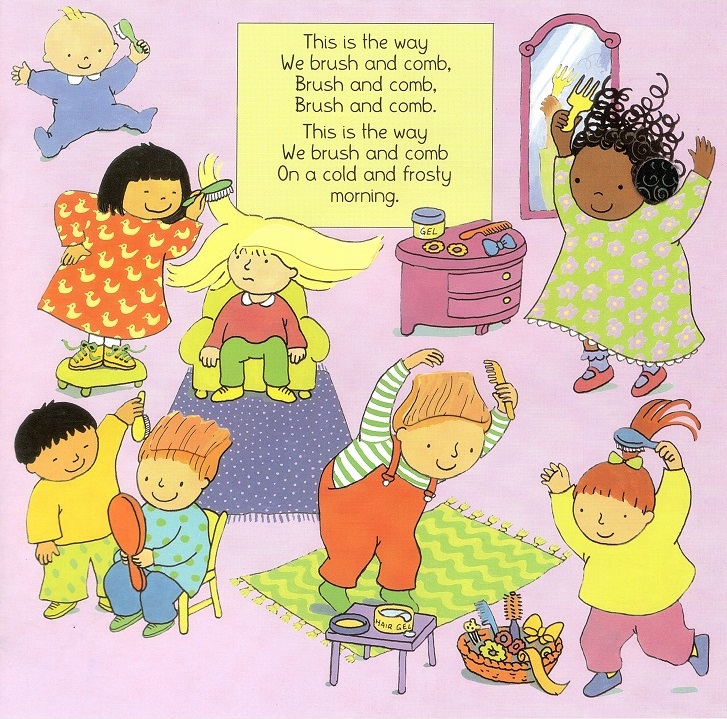 This is the way
We brush and comb,
Brush and comb,
Brush and comb.
This is the way
We brush and comb
On a cold and frosty
morning.
GEL
HAIR GEL